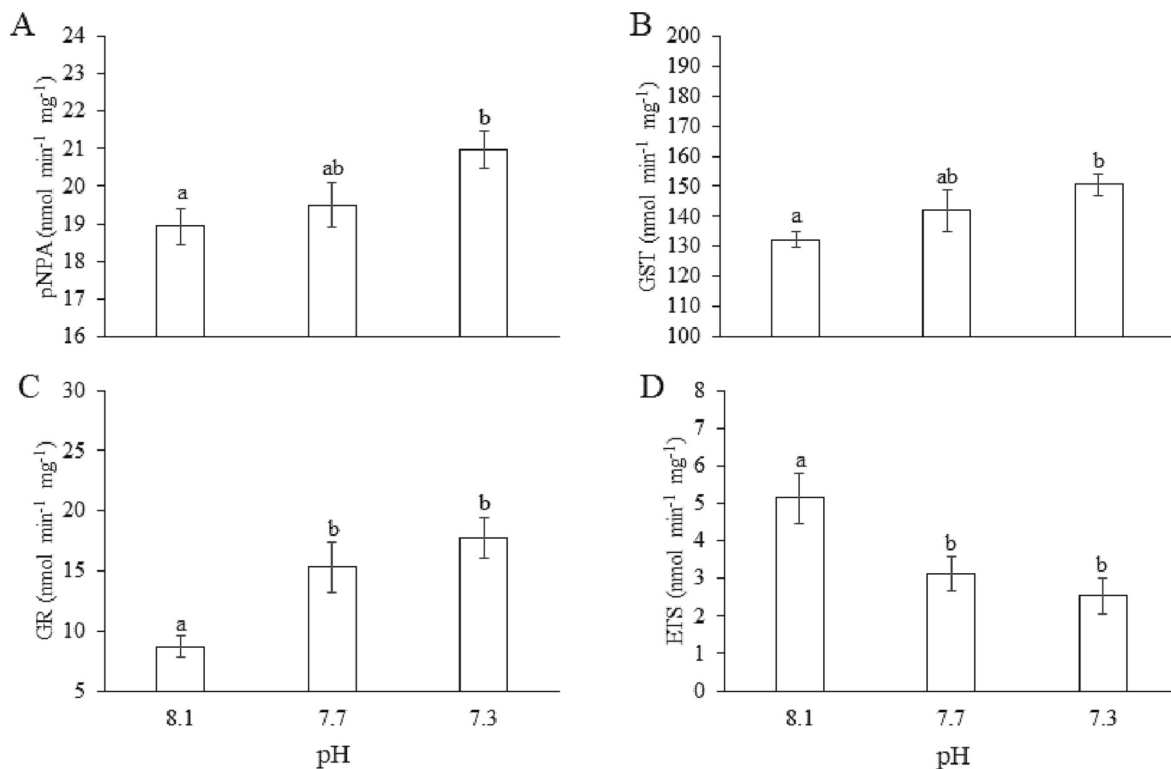 A
pNPA (nmol min⁻¹ mg⁻¹)
24
23
22
21
20
19
18
17
16
a
ab
b
B
GST (nmol min⁻¹ mg⁻¹)
200
190
180
170
160
150
140
130
120
110
100
a
ab
b
C
GR (nmol min⁻¹ mg⁻¹)
30
25
20
15
10
5
a
b
b
8.1 7.7 7.3
pH
D
ETS (nmol min⁻¹ mg⁻¹)
8
7
6
5
4
3
2
1
0
a
b
b
8.1 7.7 7.3
pH